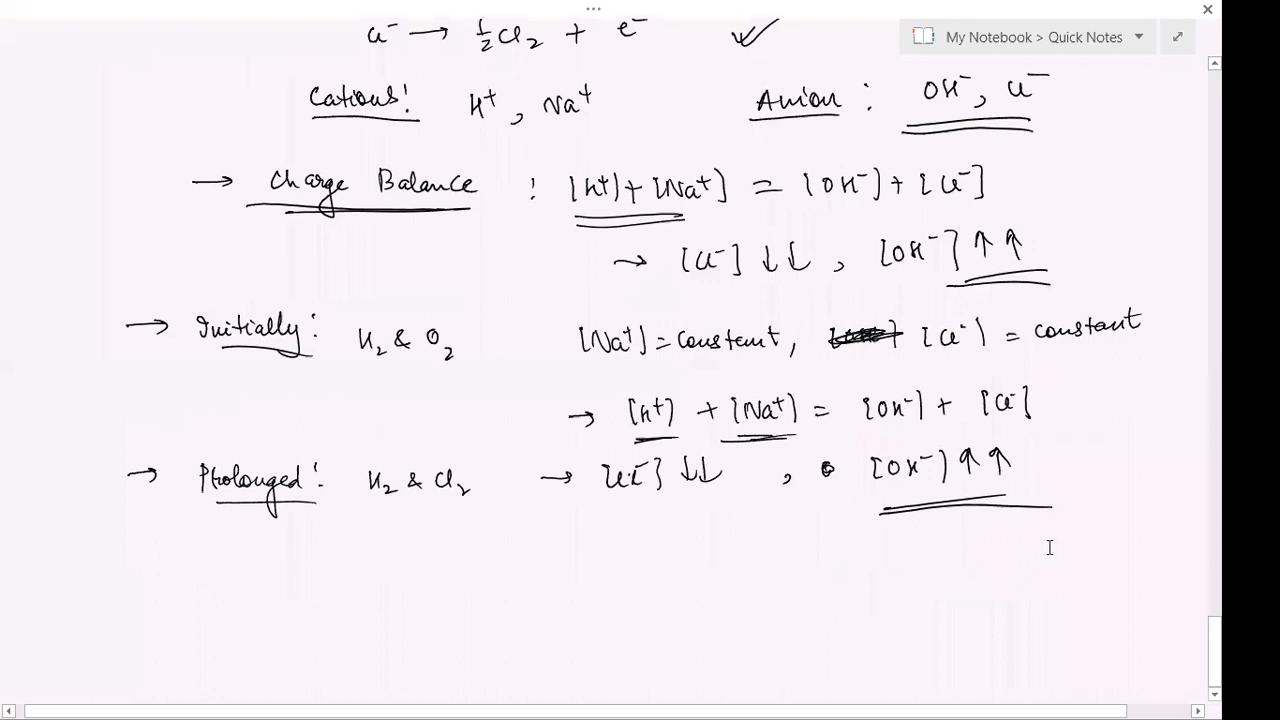 Cl⁻ → ½Cl₂ + e⁻
My Notebook > Quick Notes
Cations: H⁺, Na⁺ Anion: OH⁻, Cl⁻
→ Charge Balance: [H⁺]+[Na⁺] = [OH⁻]+[Cl⁻]
→ [Cl⁻] ↓↓, [OH⁻] ↑↑
→ Initially: H₂ & O₂ [Na⁺] = constant, [Cl⁻] = constant
→ [H⁺] + [Na⁺] = [OH⁻] + [Cl⁻]
→ Prolonged: H₂ & Cl₂ → [Cl⁻] ↓↓, [OH⁻] ↑↑